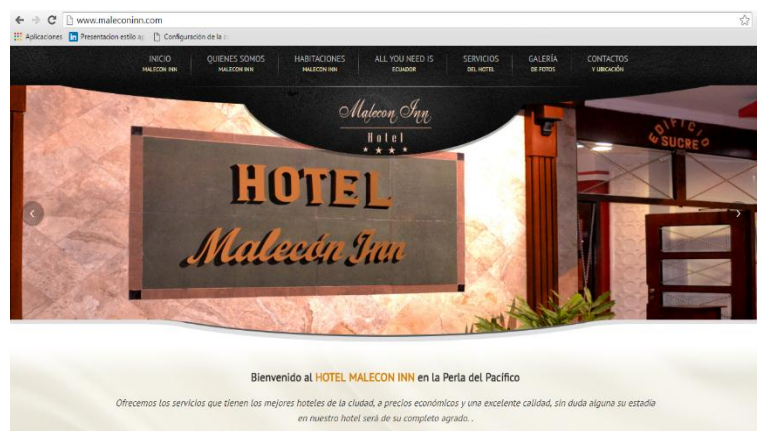 www.maleconinn.com
Aplicaciones Presentacion estilo Configuración de la
INICIO QUIENES SOMOS HABITACIONES ALL YOU NEED IS SERVICIOS GALERÍA CONTACTOS
MALECON INN MALECON INN MALECON INN ECUADOR DEL HOTEL DE FOTOS Y UBICACIÓN
Malecon Inn
Hotel
EDIFICIO
SUCRE
HOTEL
Malecón Inn
Bienvenido al HOTEL MALECON INN en la Perla del Pacífico
Ofrecemos los servicios que tienen los mejores hoteles de la ciudad, a precios económicos y una excelente calidad, sin duda alguna su estadía
en nuestro hotel será de su completo agrado. .